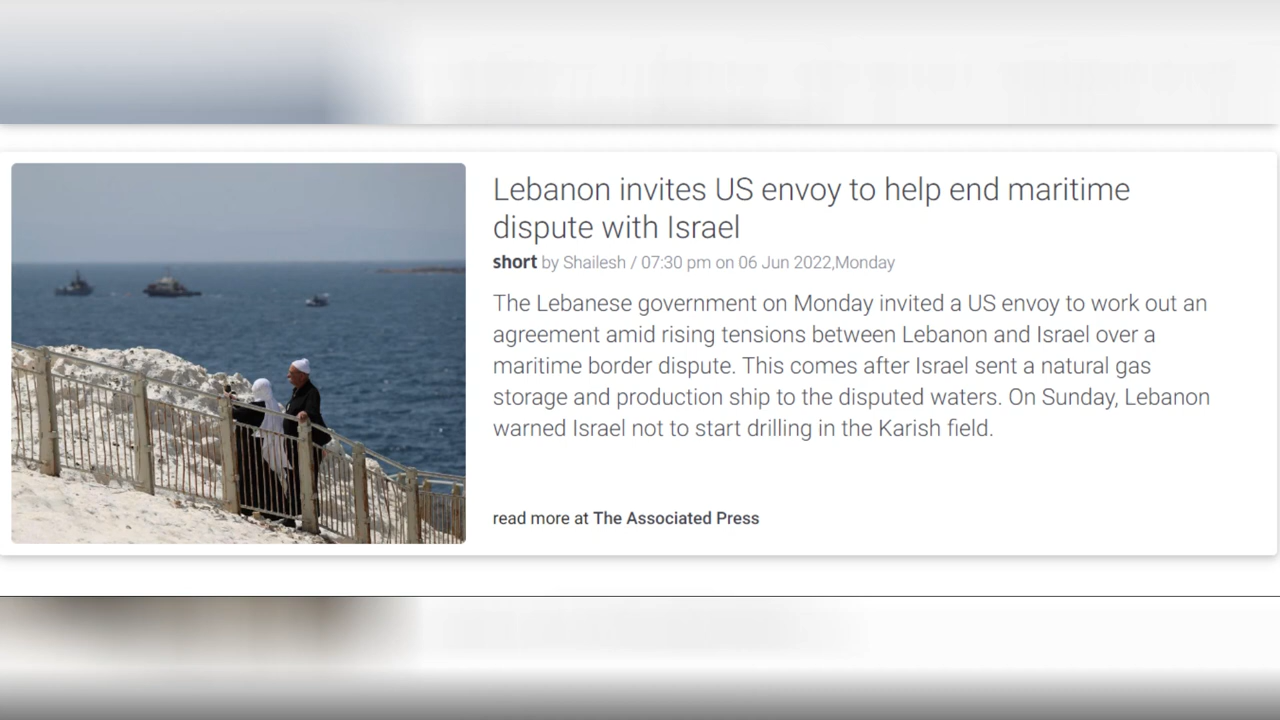 Lebanon invites US envoy to help end maritime
dispute with Israel
short by Shailesh / 07:30 pm on 06 Jun 2022,Monday
The Lebanese government on Monday invited a US envoy to work out an
agreement amid rising tensions between Lebanon and Israel over a
maritime border dispute. This comes after Israel sent a natural gas
storage and production ship to the disputed waters. On Sunday, Lebanon
warned Israel not to start drilling in the Karish field.
read more at The Associated Press